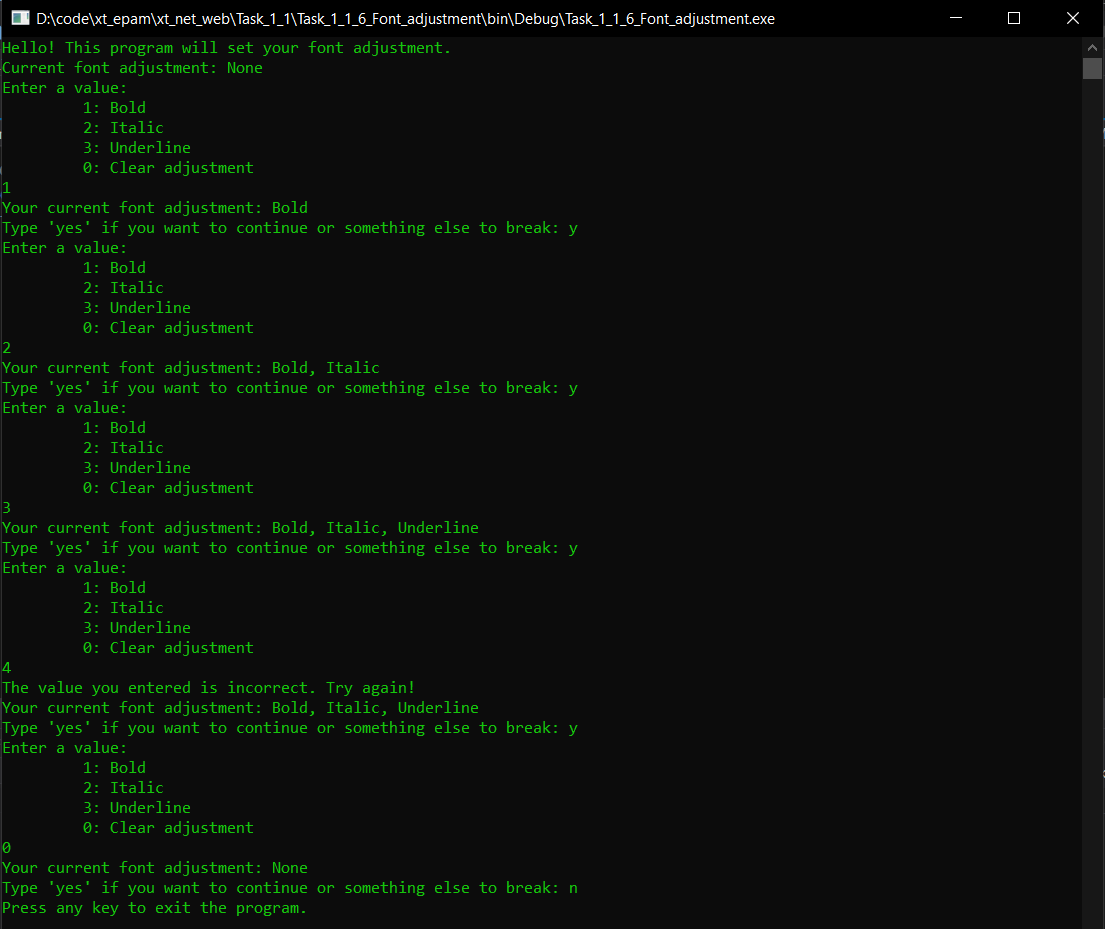 D:\code\xt_epam\xt_net_web\Task_1_1\Task_1_1_6_Font_adjustment\bin\Debug\Task_1_1_6_Font_adjustment.exe
Hello! This program will set your font adjustment.
Current font adjustment: None
Enter a value:
1: Bold
2: Italic
3: Underline
0: Clear adjustment
1
Your current font adjustment: Bold
Type 'yes' if you want to continue or something else to break: y
Enter a value:
1: Bold
2: Italic
3: Underline
0: Clear adjustment
2
Your current font adjustment: Bold, Italic
Type 'yes' if you want to continue or something else to break: y
Enter a value:
1: Bold
2: Italic
3: Underline
0: Clear adjustment
3
Your current font adjustment: Bold, Italic, Underline
Type 'yes' if you want to continue or something else to break: y
Enter a value:
1: Bold
2: Italic
3: Underline
0: Clear adjustment
4
The value you entered is incorrect. Try again!
Your current font adjustment: Bold, Italic, Underline
Type 'yes' if you want to continue or something else to break: y
Enter a value:
1: Bold
2: Italic
3: Underline
0: Clear adjustment
0
Your current font adjustment: None
Type 'yes' if you want to continue or something else to break: n
Press any key to exit the program.